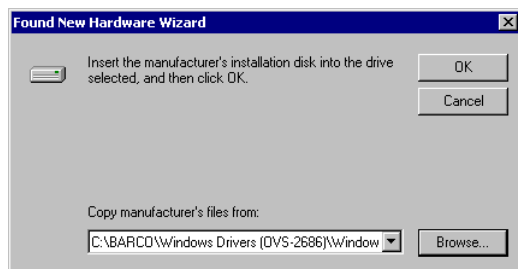 Found New Hardware Wizard
Insert the manufacturer's installation disk into the drive
selected, and then click OK.
OK
Cancel
Copy manufacturer's files from:
C:\BARCO\Windows Drivers (OVS-2686)\Window
Browse...